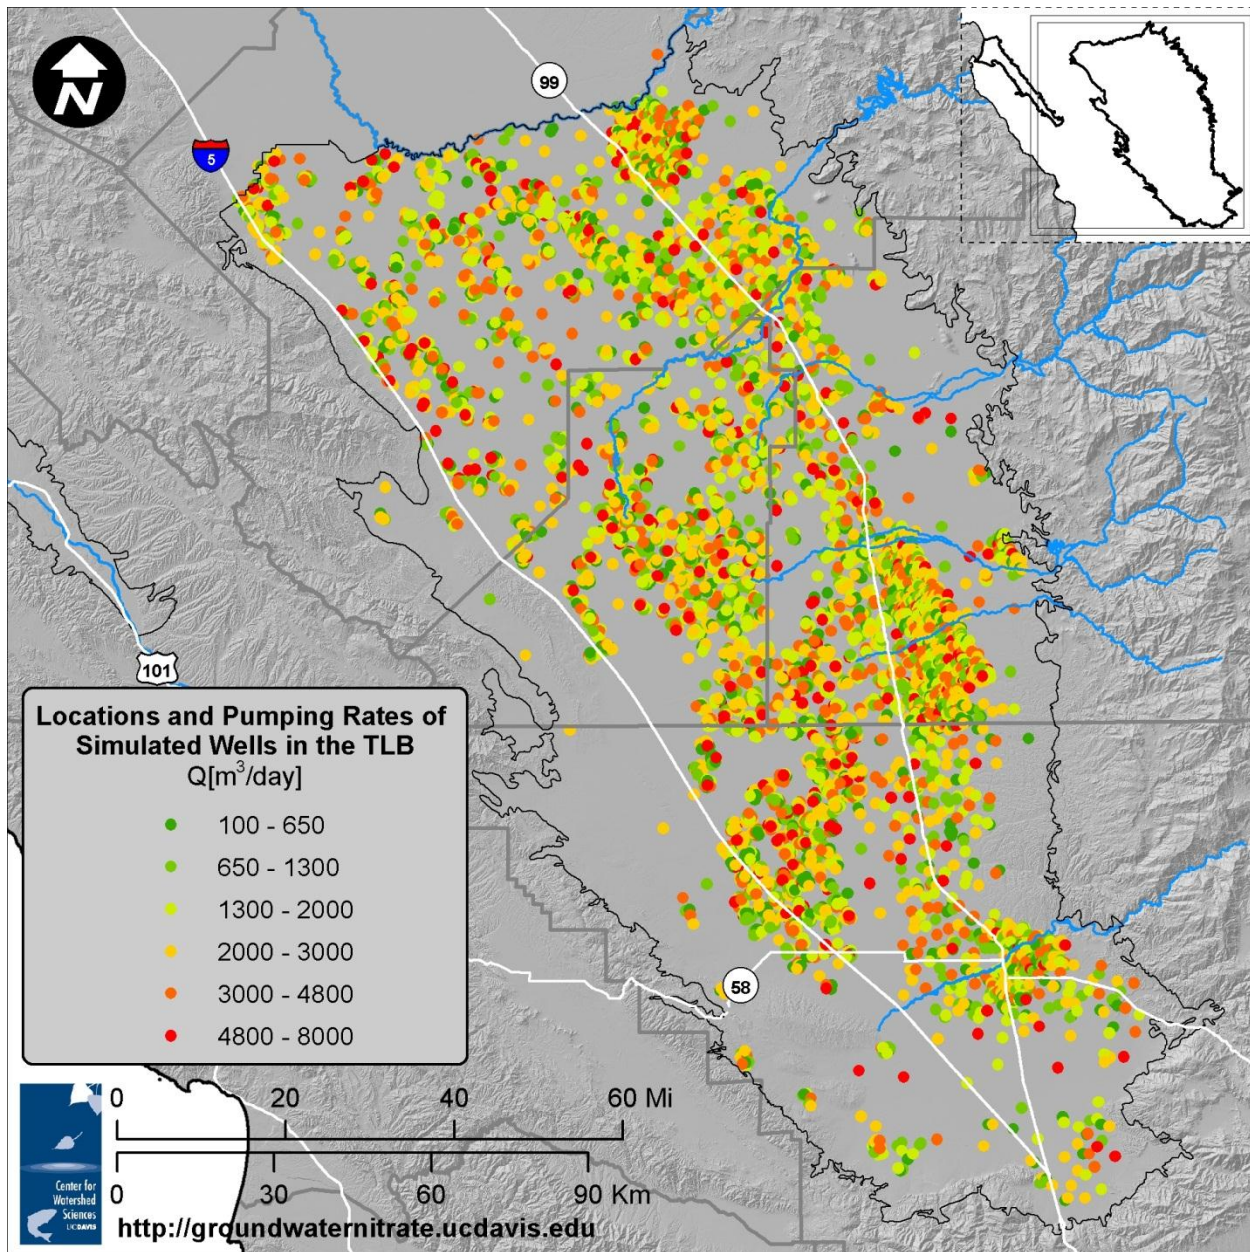 N
5
99
101
Locations and Pumping Rates of
Simulated Wells in the TLB
Q[m³/day]
100 - 650
650 - 1300
1300 - 2000
2000 - 3000
3000 - 4800
4800 - 8000
58
0 20 40 60 Mi
0 30 60 90 Km
Center for
Watershed
Sciences
UCDAVIS
http://groundwaternitrate.ucdavis.edu